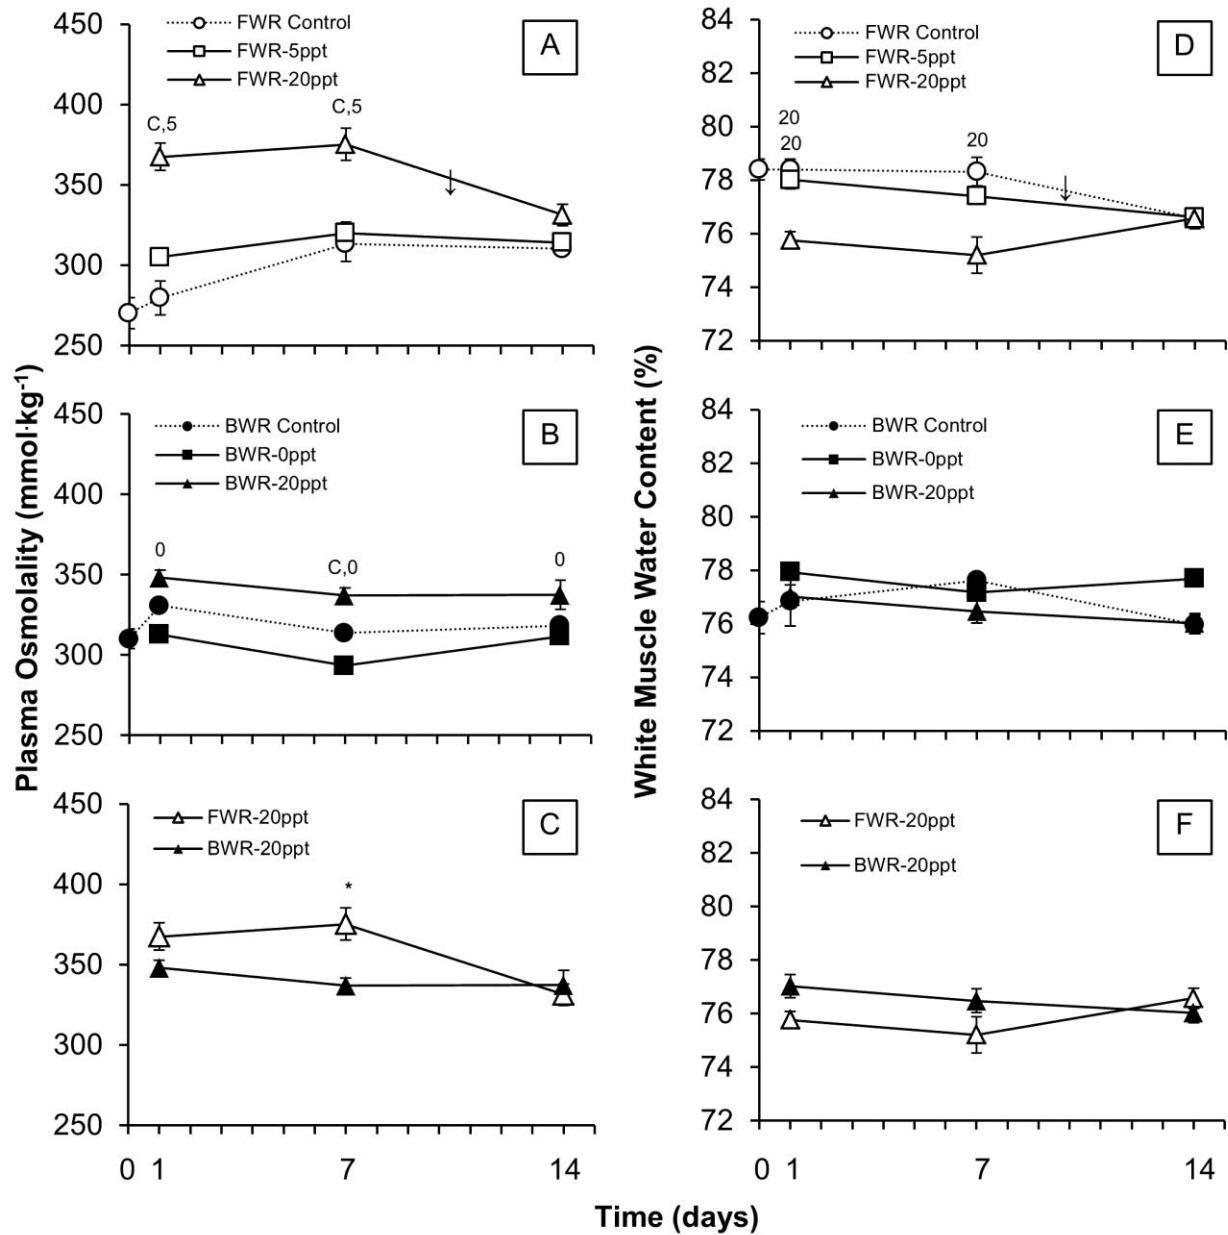 Plasma Osmolality (mmol·kg⁻¹)
450
400
350
300
250
FWR Control
FWR-5ppt
FWR-20ppt
A
C,5
C,5
↓
450
400
350
300
250
BWR Control
BWR-0ppt
BWR-20ppt
B
0
C,0
0
450
400
350
300
250
FWR-20ppt
BWR-20ppt
C
*
0 1 7 14
White Muscle Water Content (%)
84
82
80
78
76
74
72
FWR Control
FWR-5ppt
FWR-20ppt
D
20
20
20
↓
84
82
80
78
76
74
72
BWR Control
BWR-0ppt
BWR-20ppt
E
84
82
80
78
76
74
72
FWR-20ppt
BWR-20ppt
F
0 1 7 14
Time (days)